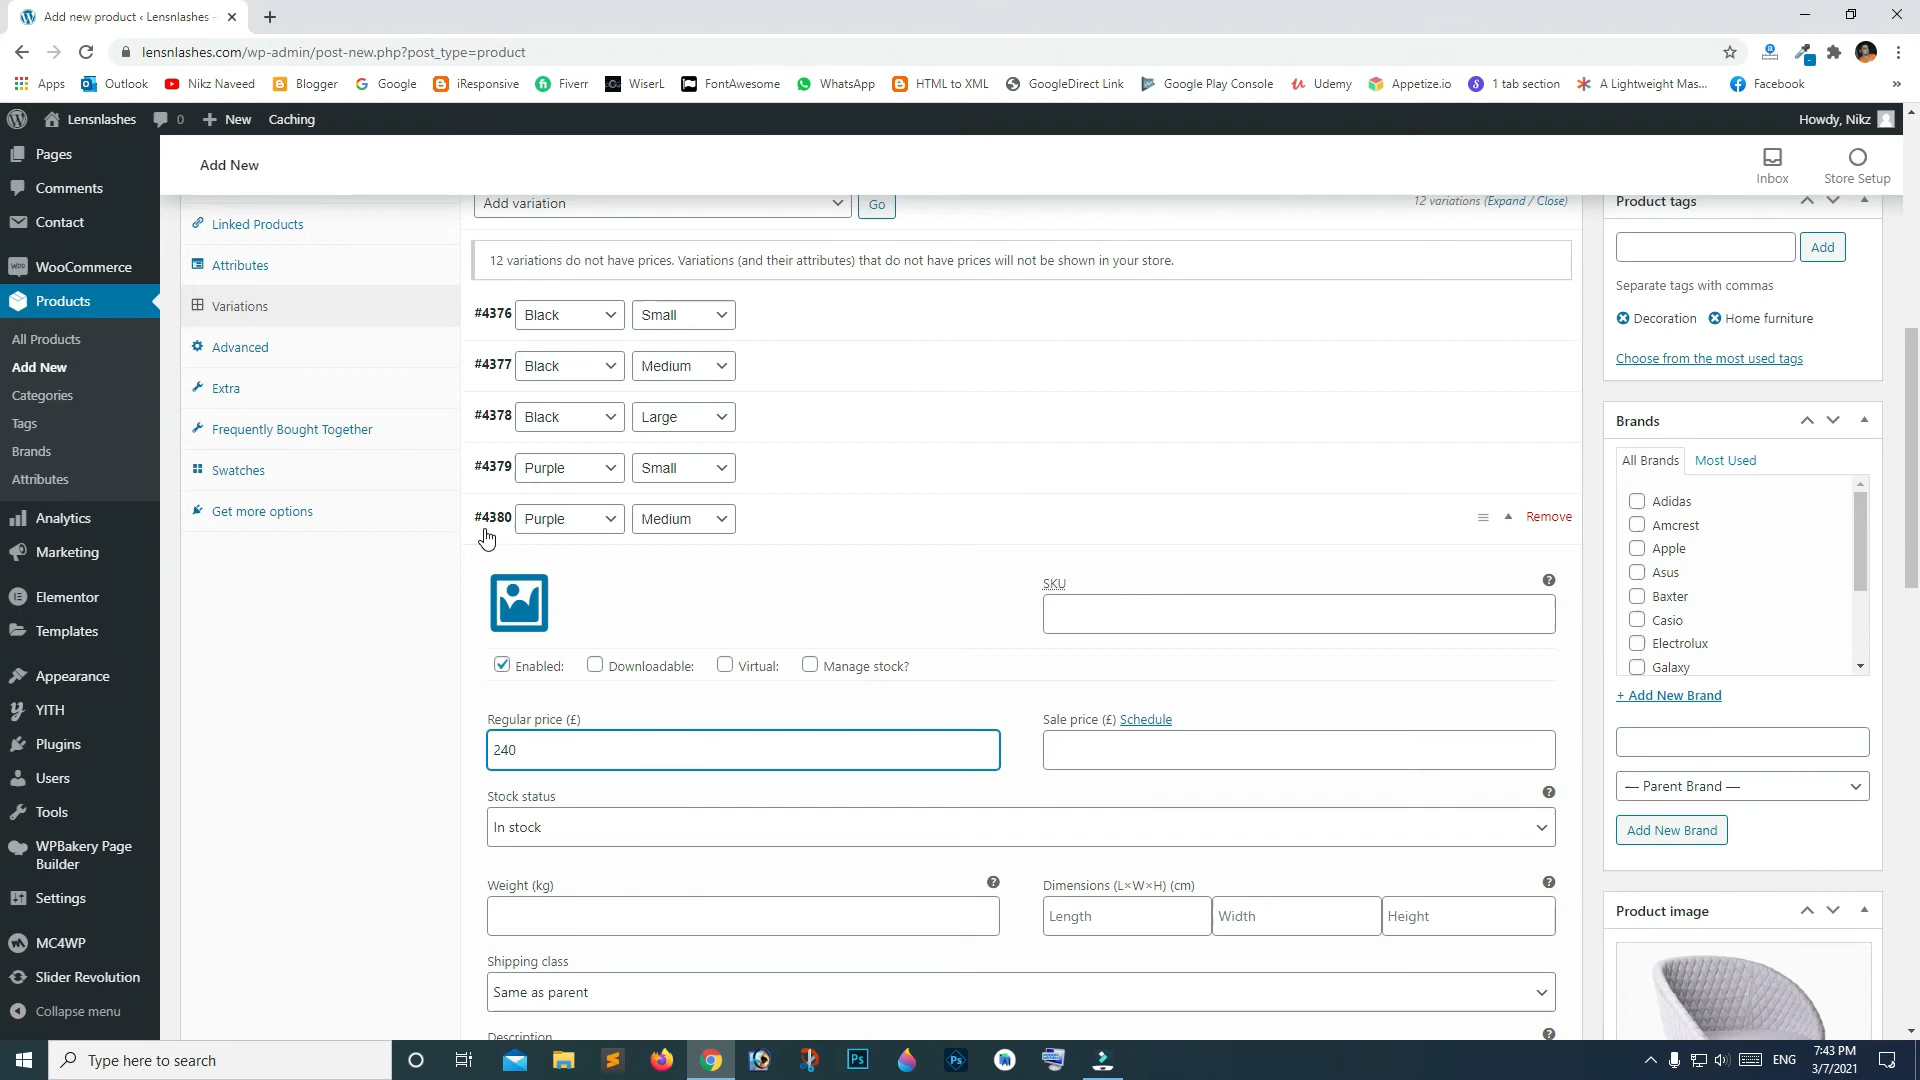 Add new product ‹ Lensnlashes -
lensnlashes.com/wp-admin/post-new.php?post_type=product
Apps Outlook Nikz Naveed Blogger Google iResponsive Fiverr WiserL FontAwesome WhatsApp HTML to XML GoogleDirect Link Google Play Console Udemy Appetize.io 1 tab section A Lightweight Mas... Facebook »
Lensnlashes 0 New Caching Howdy, Nikz
Pages
Comments
Contact
WooCommerce
Products
All Products
Add New
Categories
Tags
Brands
Attributes
Analytics
Marketing
Elementor
Templates
Appearance
YITH
Plugins
Users
Tools
WPBakery Page
Builder
Settings
MC4WP
Slider Revolution
Collapse menu
Add New
Inbox
Store Setup
Linked Products
Attributes
Variations
Advanced
Extra
Frequently Bought Together
Swatches
Get more options
Add variation Go 12 variations (Expand / Close)
12 variations do not have prices. Variations (and their attributes) that do not have prices will not be shown in your store.
#4376 Black Small
#4377 Black Medium
#4378 Black Large
#4379 Purple Small
#4380 Purple Medium Remove
SKU
Enabled: Downloadable: Virtual: Manage stock?
Regular price (£) Sale price (£) Schedule
240
Stock status
In stock
Weight (kg) Dimensions (L×W×H) (cm)
Length Width Height
Shipping class
Same as parent
Description
Product tags
Add
Separate tags with commas
Decoration Home furniture
Choose from the most used tags
Brands
All Brands Most Used
Adidas
Amcrest
Apple
Asus
Baxter
Casio
Electrolux
Galaxy
+ Add New Brand
— Parent Brand —
Add New Brand
Product image
Type here to search
Ps
Ps
ENG
7:43 PM
3/7/2021